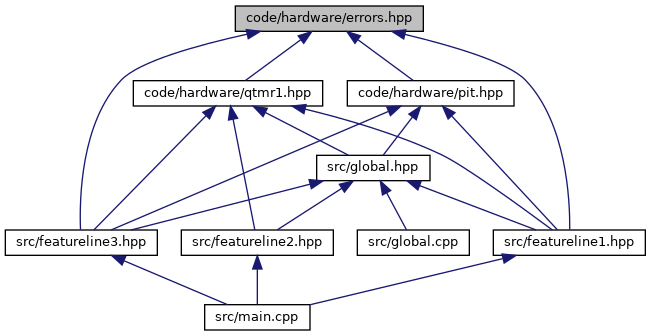 code/hardware/errors.hpp
code/hardware/qtmr1.hpp
code/hardware/pit.hpp
src/global.hpp
src/featureline3.hpp
src/featureline2.hpp
src/global.cpp
src/featureline1.hpp
src/main.cpp